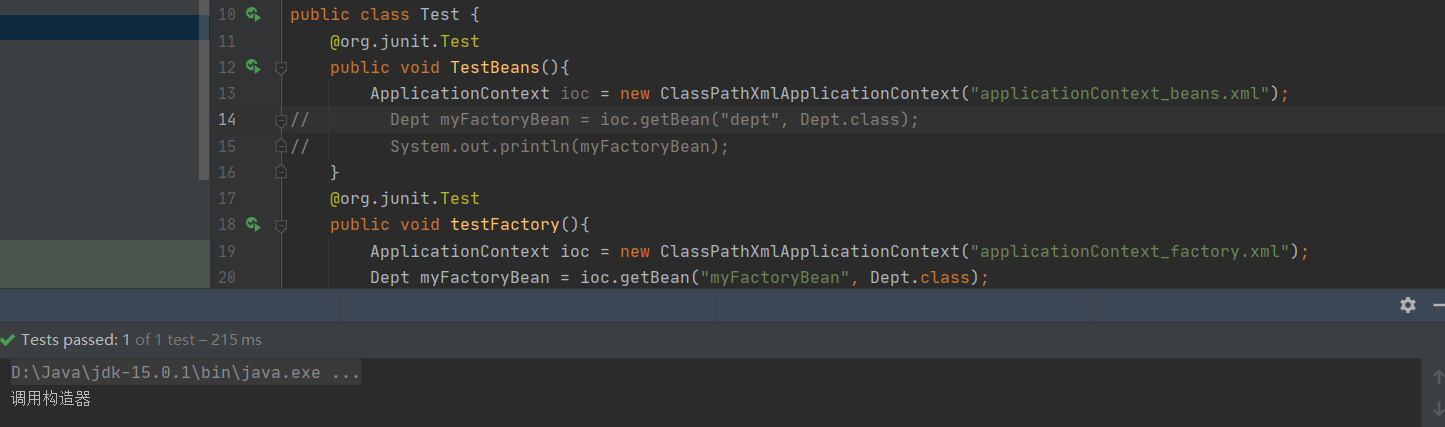 10 public class Test {
11 @org.junit.Test
12 public void TestBeans(){
13 ApplicationContext ioc = new ClassPathXmlApplicationContext("applicationContext_beans.xml");
14 // Dept myFactoryBean = ioc.getBean("dept", Dept.class);
15 // System.out.println(myFactoryBean);
16 }
17 @org.junit.Test
18 public void testFactory(){
19 ApplicationContext ioc = new ClassPathXmlApplicationContext("applicationContext_factory.xml");
20 Dept myFactoryBean = ioc.getBean("myFactoryBean", Dept.class);
Tests passed: 1 of 1 test – 215 ms
D:\Java\jdk-15.0.1\bin\java.exe ...
调用构造器